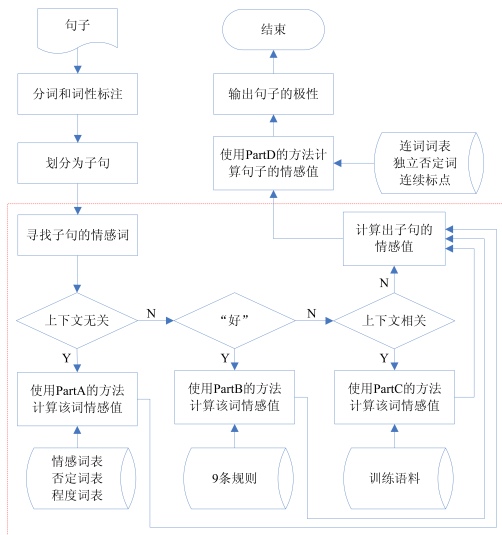 句子
分词和词性标注
划分为子句
寻找子句的情感词
上下文无关
N
“好”
N
上下文相关
N
Y
Y
Y
使用PartA的方法
计算该词情感值
使用PartB的方法
计算该词情感值
使用PartC的方法
计算该词情感值
情感词表
否定词表
程度词表
9条规则
训练语料
计算出子句的
情感值
使用PartD的方法计
算句子的情感值
连词词表
独立否定词
连续标点
输出句子的极性
结束